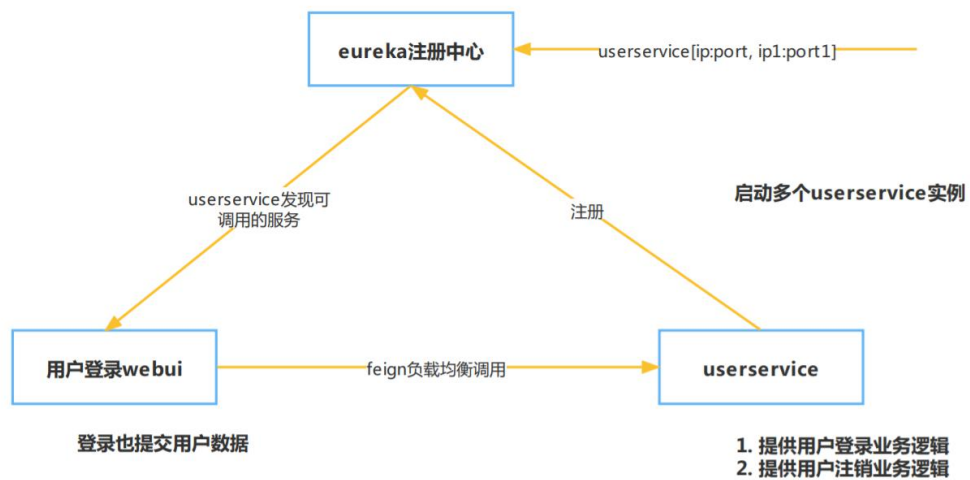 eureka注册中心
userservice[ip:port, ip1:port1]
userservice发现可
调用的服务
注册
启动多个userservice实例
用户登录webui
feign负载均衡调用
userservice
登录也提交用户数据
1. 提供用户登录业务逻辑
2. 提供用户注销业务逻辑